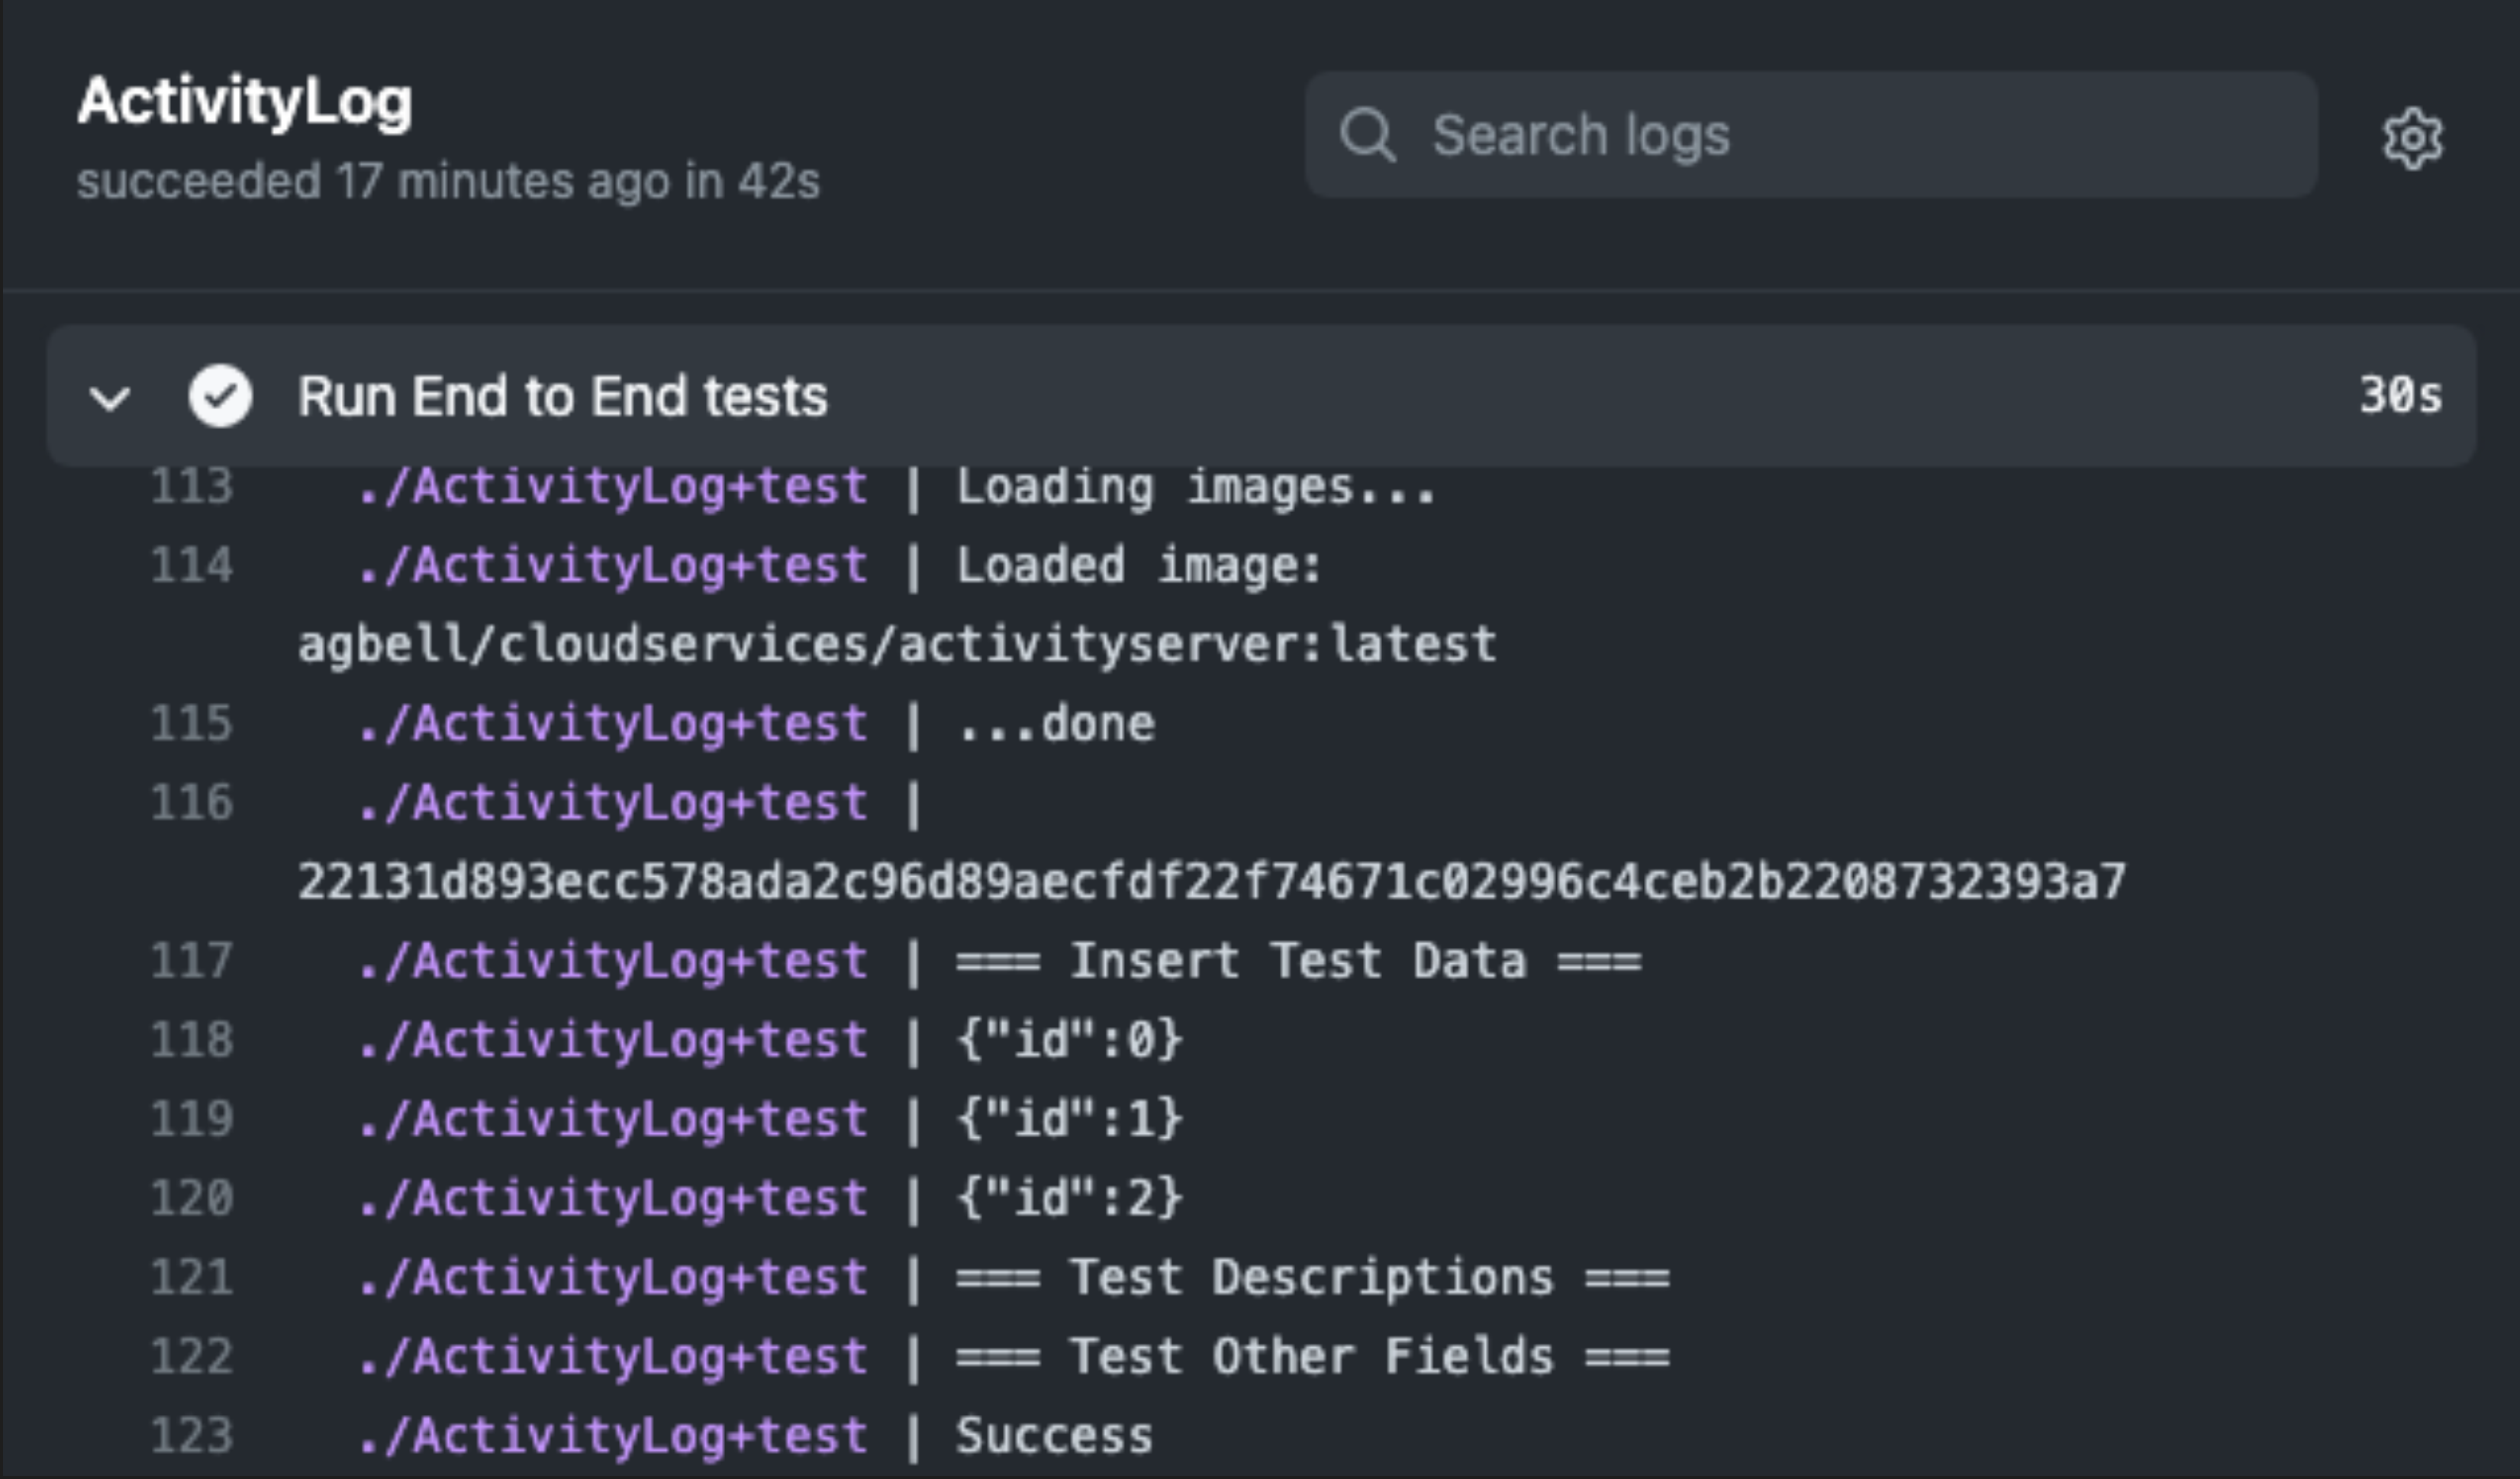 ActivityLog
Search logs
succeeded 17 minutes ago in 42s
Run End to End tests 30s
113 ./ActivityLog+test | Loading images...
114 ./ActivityLog+test | Loaded image:
agbell/cloudservices/activityserver:latest
115 ./ActivityLog+test | ...done
116 ./ActivityLog+test |
22131d893ecc578ada2c96d89aecfdf22f74671c02996c4ceb2b2208732393a7
117 ./ActivityLog+test | === Insert Test Data ===
118 ./ActivityLog+test | {"id":0}
119 ./ActivityLog+test | {"id":1}
120 ./ActivityLog+test | {"id":2}
121 ./ActivityLog+test | === Test Descriptions ===
122 ./ActivityLog+test | === Test Other Fields ===
123 ./ActivityLog+test | Success